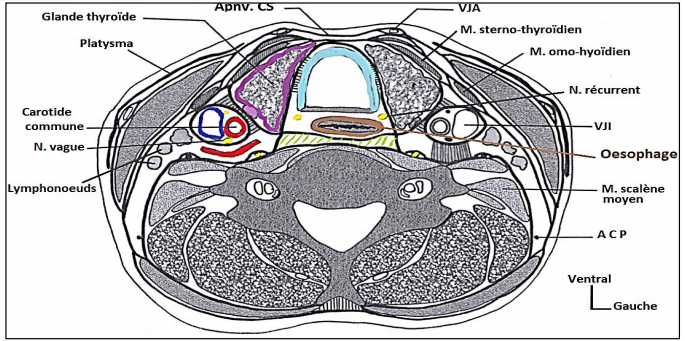 Aponv. CS
VJA
Glande thyroïde
M. sterno-thyroïdien
Platysma
M. omo-hyoïdien
N. récurrent
Carotide
commune
VJI
N. vague
Oesophage
Lymphonoeuds
M. scalène
moyen
A C P
Ventral
Gauche